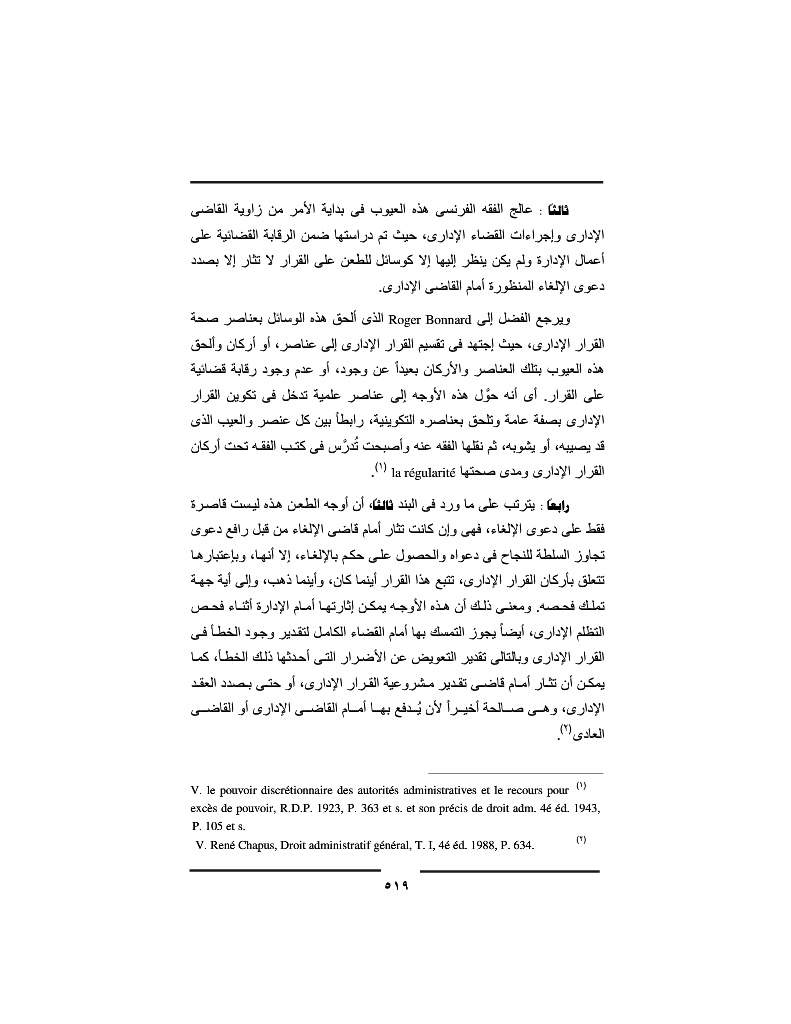 ثالثاً : عالج الفقه الفرنسى هذه العيوب فى بداية الأمر من زاوية القاضى
الإدارى وإجراءات القضاء الإدارى، حيث تم دراستها ضمن الرقابة القضائية على
أعمال الإدارة ولم يكن ينظر إليها إلا كوسائل للطعن على القرار لا تثار إلا بصدد
دعوى الإلغاء المنظورة أمام القاضى الإدارى.
ويرجع الفضل إلى Roger Bonnard الذى ألحق هذه الوسائل بعناصر صحة
القرار الإدارى، حيث إجتهد فى تقسيم القرار الإدارى إلى عناصر، أو أركان وألحق
هذه العيوب بتلك العناصر والأركان بعيداً عن وجود، أو عدم وجود رقابة قضائية
على القرار. أى أنه حوَّل هذه الأوجه إلى عناصر علمية تدخل فى تكوين القرار
الإدارى بصفة عامة وتلحق بعناصره التكوينية، رابطاً بين كل عنصر والعيب الذى
قد يصيبه، أو يشوبه، ثم نقلها الفقه عنه وأصبحت تُدرَّس فى كتب الفقه تحت أركان
القرار الإدارى ومدى صحتها la régularité (١).
رابعاً : يترتب على ما ورد فى البند ثالثاً، أن أوجه الطعن هذه ليست قاصرة
فقط على دعوى الإلغاء، فهى وإن كانت تثار أمام قاضى الإلغاء من قبل رافع دعوى
تجاوز السلطة للنجاح فى دعواه والحصول على حكم بالإلغاء، إلا أنها، وبإعتبارها
تتعلق بأركان القرار الإدارى، تتبع هذا القرار أينما كان، وأينما ذهب، وإلى أية جهة
تملك فحصه. ومعنى ذلك أن هذه الأوجه يمكن إثارتها أمام الإدارة أثناء فحص
التظلم الإدارى، أيضاً يجوز التمسك بها أمام القضاء الكامل لتقدير وجود الخطأ فى
القرار الإدارى وبالتالى تقدير التعويض عن الأضرار التى أحدثها ذلك الخطأ، كما
يمكن أن تثار أمام قاضى تقدير مشروعية القرار الإدارى، أو حتى بصدد العقد
الإدارى، وهى صالحة أخيراً لأن يُدفع بها أمام القاضى الإدارى أو القاضى
العادى(٢).
(١) V. le pouvoir discrétionnaire des autorités administratives et le recours pour
excès de pouvoir, R.D.P. 1923, P. 363 et s. et son précis de droit adm. 4é éd. 1943,
P. 105 et s.
(٢) V. René Chapus, Droit administratif général, T. I, 4é éd. 1988, P. 634.
٥١٩